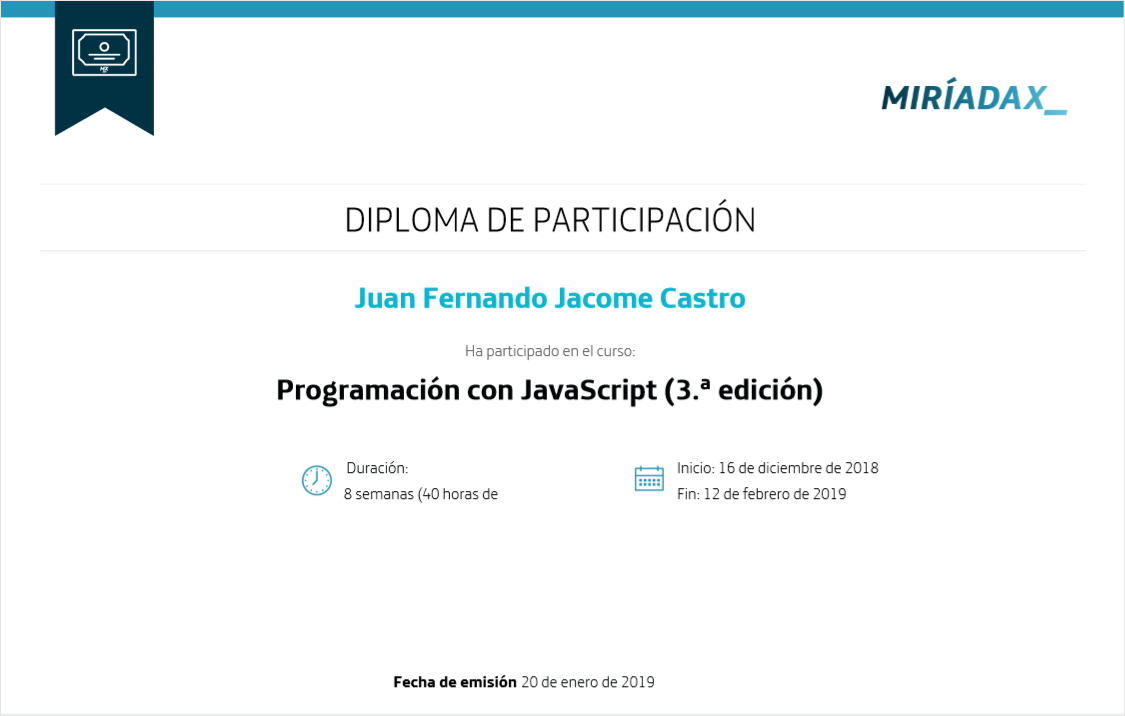 MIRÍADAX_
DIPLOMA DE PARTICIPACIÓN
Juan Fernando Jacome Castro
Ha participado en el curso:
Programación con JavaScript (3.ª edición)
Duración:
8 semanas (40 horas de
Inicio: 16 de diciembre de 2018
Fin: 12 de febrero de 2019
Fecha de emisión 20 de enero de 2019